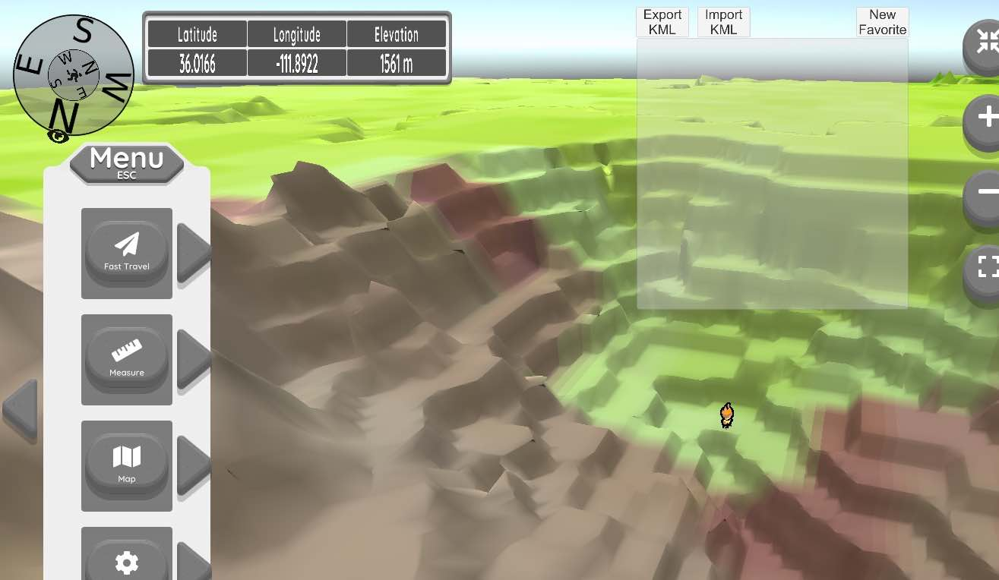 S
E
W
N
W
N
S
E
Latitude Longitude Elevation
36.0166 -111.8922 1561 m
Export
KML
Import
KML
New
Favorite
Menu
ESC
Fast Travel
Measure
Map